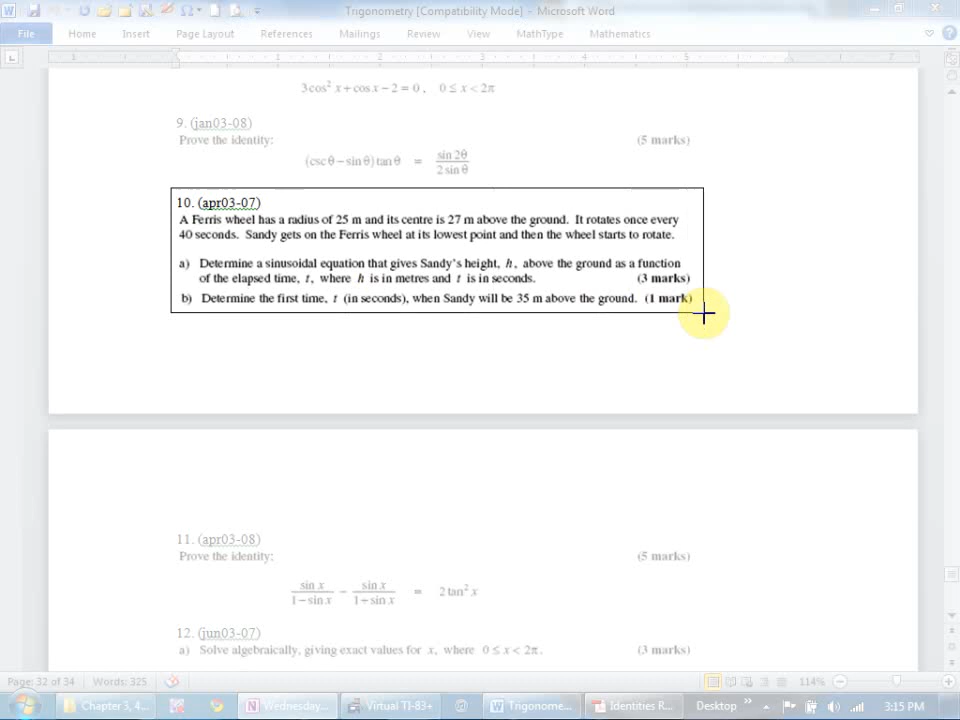 Trigonometry [Compatibility Mode] - Microsoft Word
File Home Insert Page Layout References Mailings Review View MathType Mathematics
1 1 2 3 4 5 7
3cos² x + cos x − 2 = 0, 0 ≤ x < 2π
9. (jan03-08)
Prove the identity: (5 marks)
(csc θ − sin θ) tan θ = sin 2θ / 2 sin θ
10. (apr03-07)
A Ferris wheel has a radius of 25 m and its centre is 27 m above the ground. It rotates once every
40 seconds. Sandy gets on the Ferris wheel at its lowest point and then the wheel starts to rotate.
a) Determine a sinusoidal equation that gives Sandy's height, h, above the ground as a function
of the elapsed time, t, where h is in metres and t is in seconds. (3 marks)
b) Determine the first time, t (in seconds), when Sandy will be 35 m above the ground. (1 mark)
11. (apr03-08)
Prove the identity: (5 marks)
sin x / 1 − sin x − sin x / 1 + sin x = 2 tan² x
12. (jun03-07)
a) Solve algebraically, giving exact values for x, where 0 ≤ x < 2π. (3 marks)
Page: 32 of 34 Words: 325 114%
Chapter 3, 4... Wednesday... Virtual TI-83+ Trigonome... Identities R... Desktop 3:15 PM